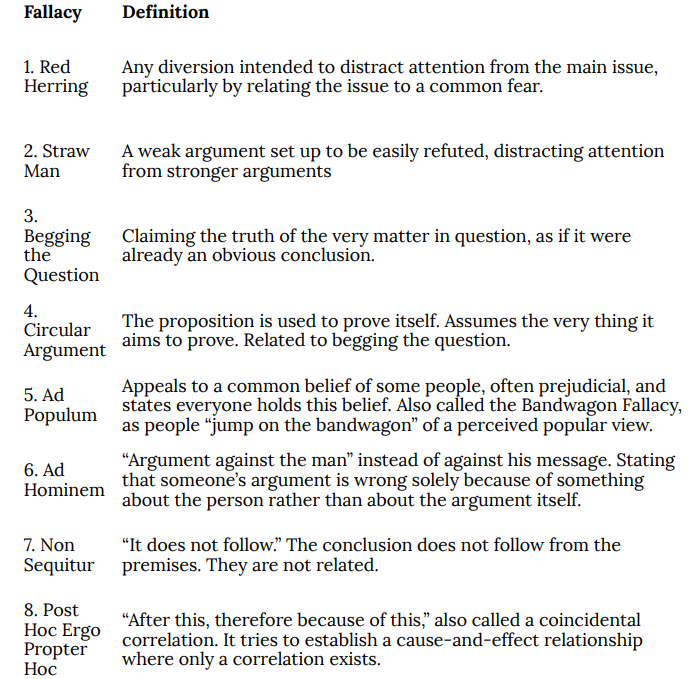 Fallacy Definition
1. Red
Herring
Any diversion intended to distract attention from the main issue,
particularly by relating the issue to a common fear.
2. Straw
Man
A weak argument set up to be easily refuted, distracting attention
from stronger arguments
3.
Begging
the
Question
Claiming the truth of the very matter in question, as if it were
already an obvious conclusion.
4.
Circular
Argument
The proposition is used to prove itself. Assumes the very thing it
aims to prove. Related to begging the question.
5. Ad
Populum
Appeals to a common belief of some people, often prejudicial, and
states everyone holds this belief. Also called the Bandwagon Fallacy,
as people “jump on the bandwagon” of a perceived popular view.
6. Ad
Hominem
“Argument against the man” instead of against his message. Stating
that someone’s argument is wrong solely because of something
about the person rather than about the argument itself.
7. Non
Sequitur
“It does not follow.” The conclusion does not follow from the
premises. They are not related.
8. Post
Hoc Ergo
Propter
Hoc
“After this, therefore because of this,” also called a coincidental
correlation. It tries to establish a cause-and-effect relationship
where only a correlation exists.